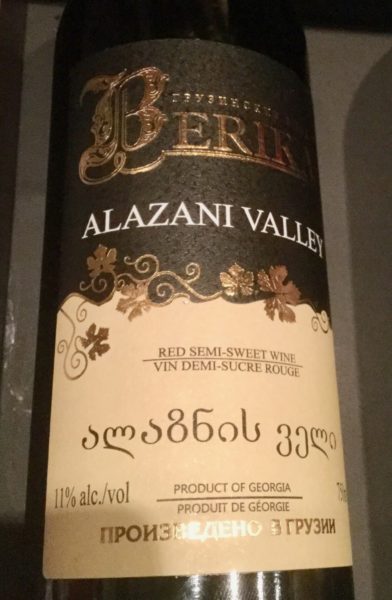 BERIKA
ALAZANI VALLEY
RED SEMI-SWEET WINE
VIN DEMI-SUCRE ROUGE
ალაზნის ველი
11% alc./vol
PRODUCT OF GEORGIA
PRODUIT DE GÉORGIE
ПРОИЗВЕДЕНО В ГРУЗИИ